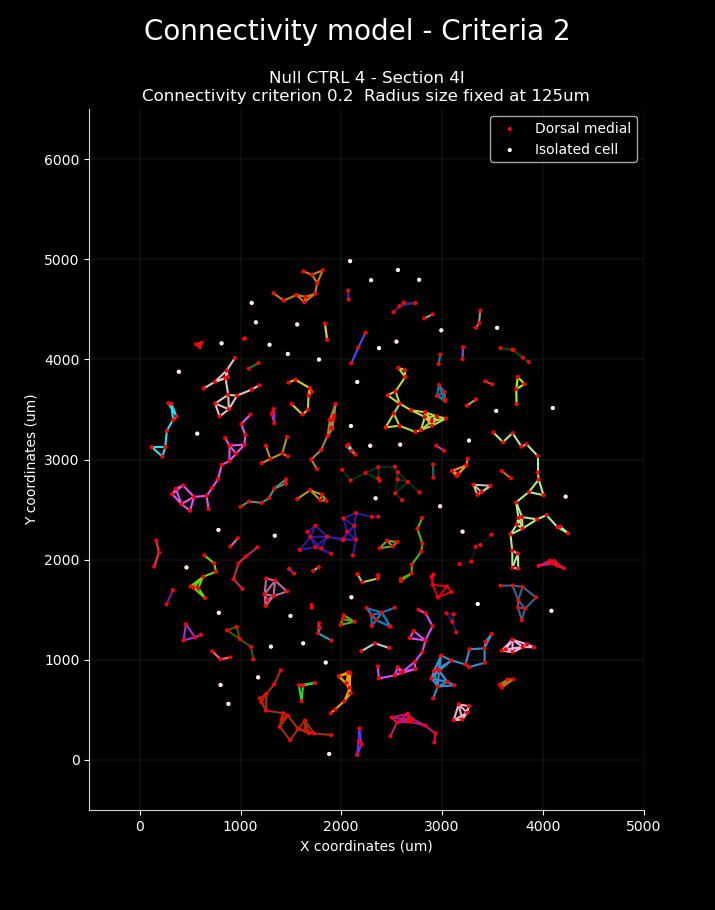 Connectivity model - Criteria 2
Null CTRL 4 - Section 4l
Connectivity criterion 0.2  Radius size fixed at 125um
Dorsal medial
Isolated cell
Y coordinates (um)
6000
5000
4000
3000
2000
1000
0
0 1000 2000 3000 4000 5000
X coordinates (um)